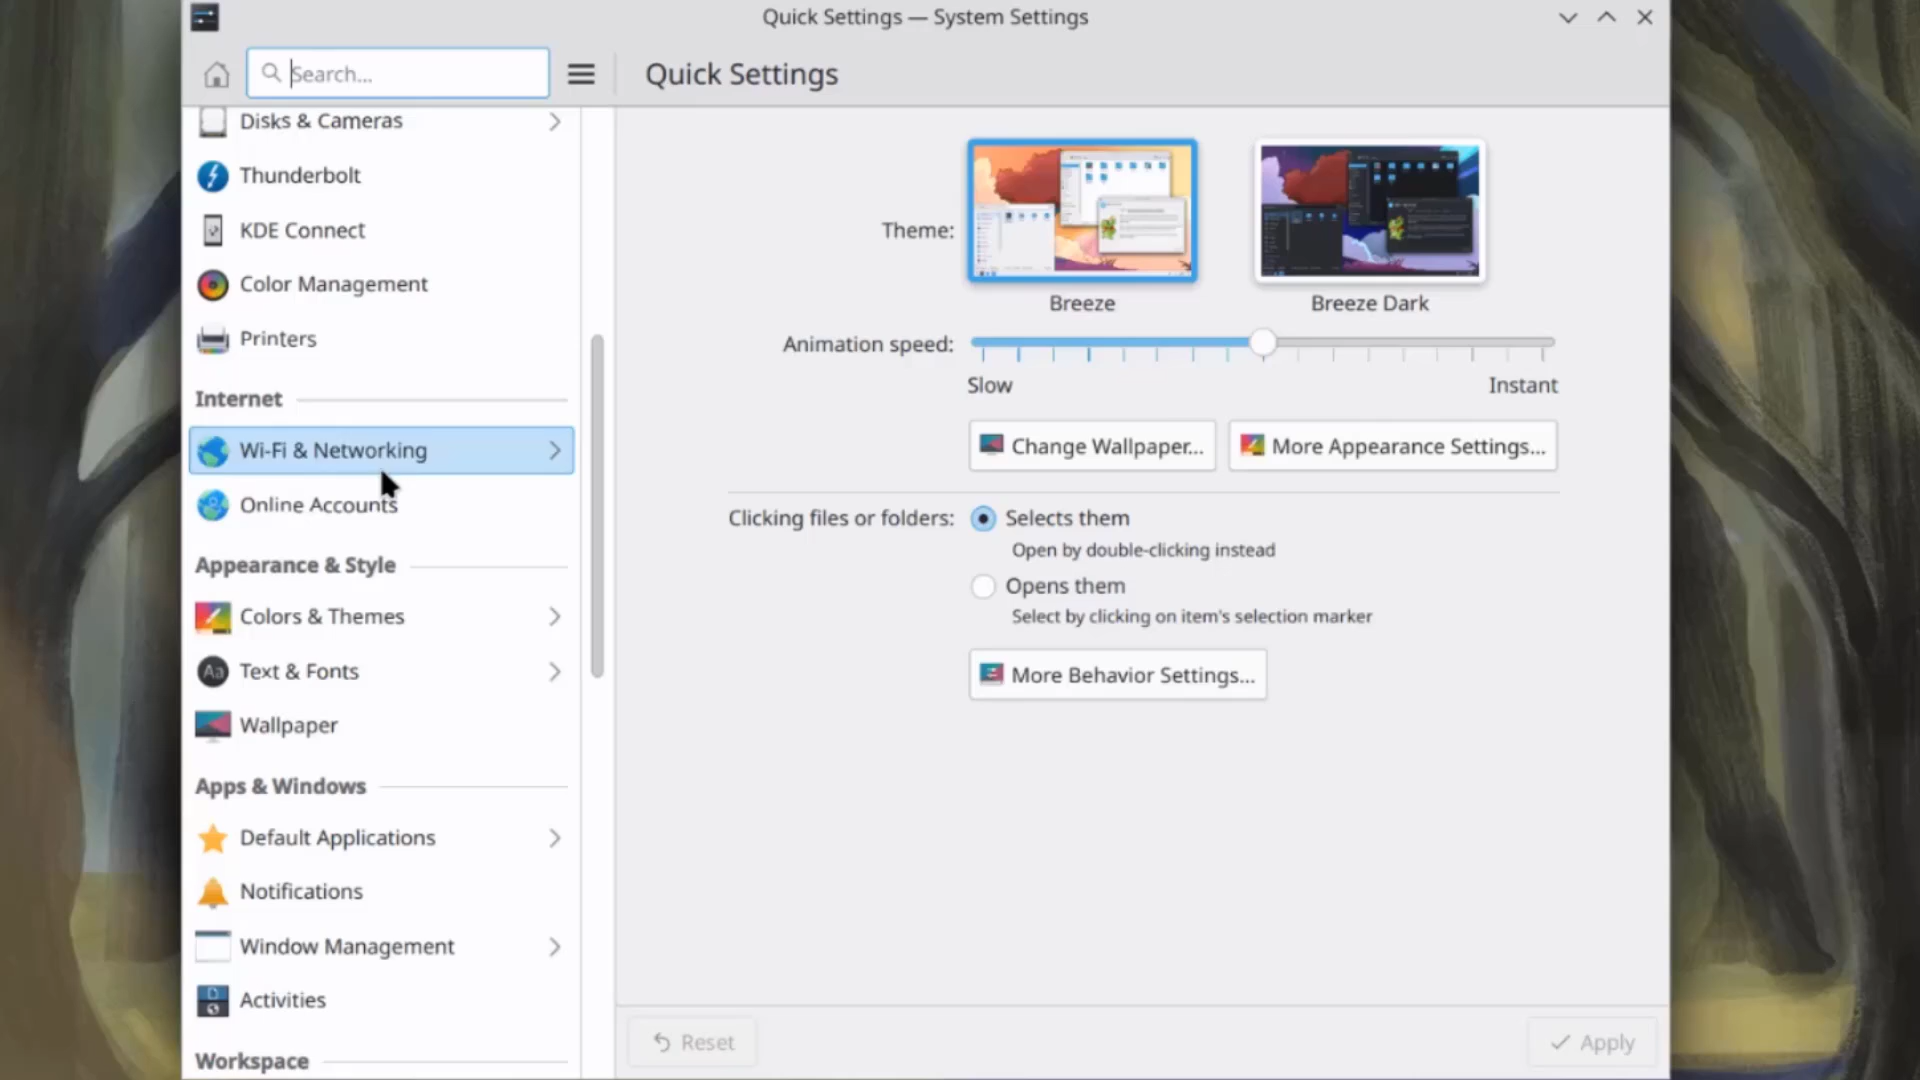 Quick Settings — System Settings
Search...
Quick Settings
Disks & Cameras
Thunderbolt
KDE Connect
Color Management
Printers
Internet
Wi-Fi & Networking
Online Accounts
Appearance & Style
Colors & Themes
Aa Text & Fonts
Wallpaper
Apps & Windows
Default Applications
Notifications
Window Management
Activities
Workspace
Theme:
Breeze
Breeze Dark
Animation speed:
Slow
Instant
Change Wallpaper...
More Appearance Settings...
Clicking files or folders:
Selects them
Open by double-clicking instead
Opens them
Select by clicking on item's selection marker
More Behavior Settings...
Reset
Apply